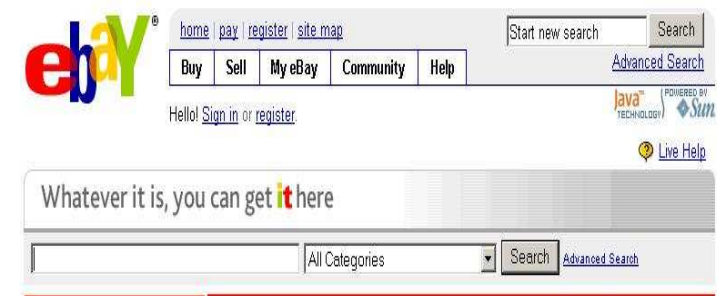 ebaY®
home | pay | register | site map
Start new search Search
Buy Sell My eBay Community Help
Advanced Search
Hello! Sign in or register.
Java™ TECHNOLOGY POWERED BY Sun
Live Help
Whatever it is, you can get it here
All Categories Search Advanced Search